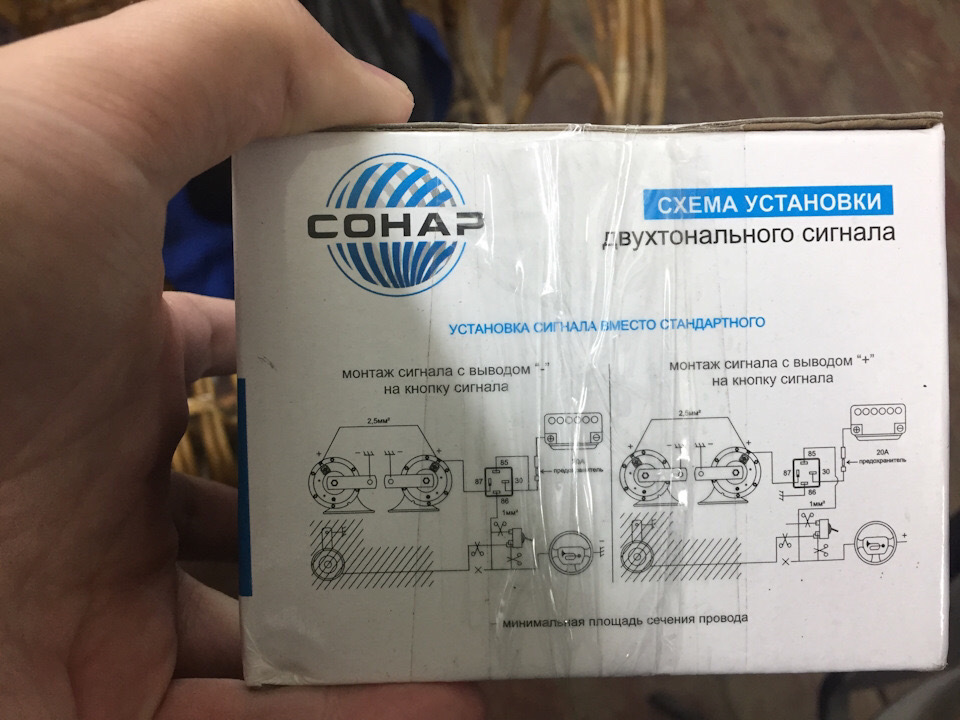 СОНАР
СХЕМА УСТАНОВКИ
двухтонального сигнала
УСТАНОВКА СИГНАЛА ВМЕСТО СТАНДАРТНОГО
монтаж сигнала с выводом "-"
на кнопку сигнала
2,5мм²
+ - - +
85
87
30
86
предохранитель
1мм²
-
монтаж сигнала с выводом "+"
на кнопку сигнала
2,5мм²
+ - - +
85
87
30
86
20А
предохранитель
1мм²
+
минимальная площадь сечения провода